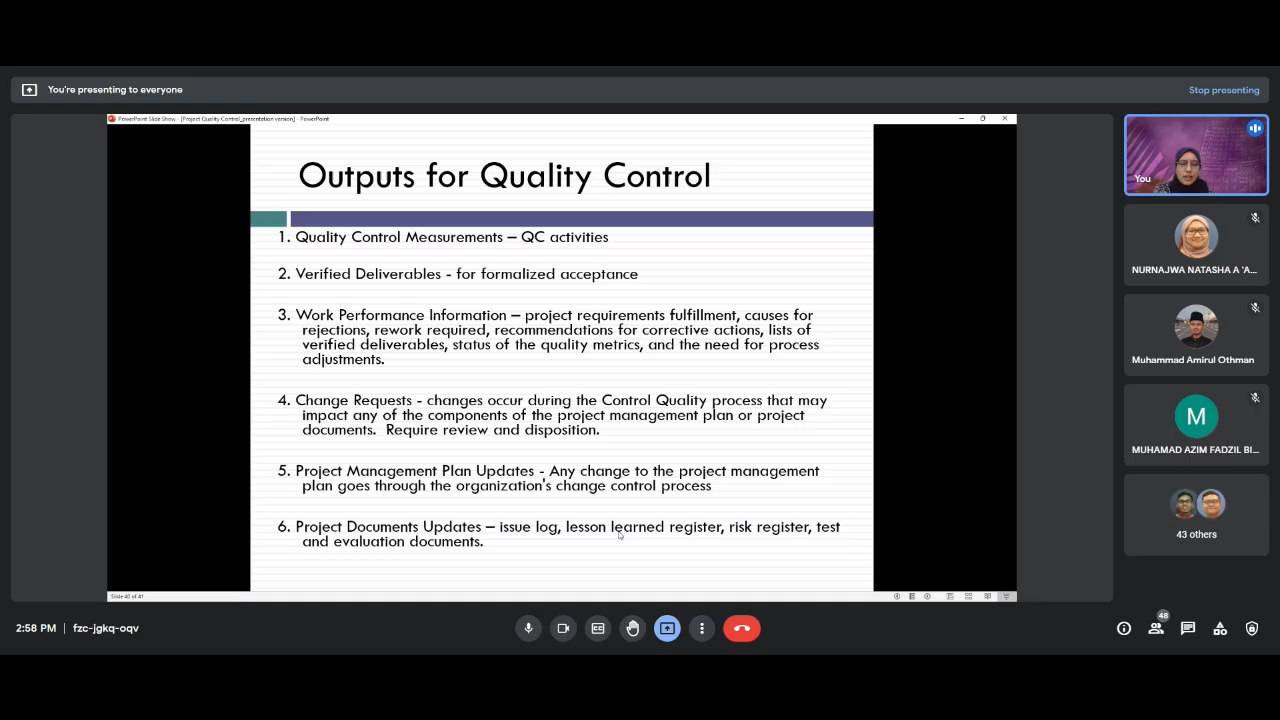 You're presenting to everyone
Stop presenting
PowerPoint Slide Show - [Project Quality Control_presentation version] - PowerPoint
Outputs for Quality Control
1. Quality Control Measurements – QC activities
2. Verified Deliverables - for formalized acceptance
3. Work Performance Information – project requirements fulfillment, causes for
rejections, rework required, recommendations for corrective actions, lists of
verified deliverables, status of the quality metrics, and the need for process
adjustments.
4. Change Requests - changes occur during the Control Quality process that may
impact any of the components of the project management plan or project
documents. Require review and disposition.
5. Project Management Plan Updates - Any change to the project management
plan goes through the organization's change control process
6. Project Documents Updates – issue log, lesson learned register, risk register, test
and evaluation documents.
Slide 40 of 41
You
NURNAJWA NATASHA A 'A...
Muhammad Amirul Othman
M
MUHAMAD AZIM FADZIL BI...
43 others
2:58 PM | fzc-jgkq-oqv
48